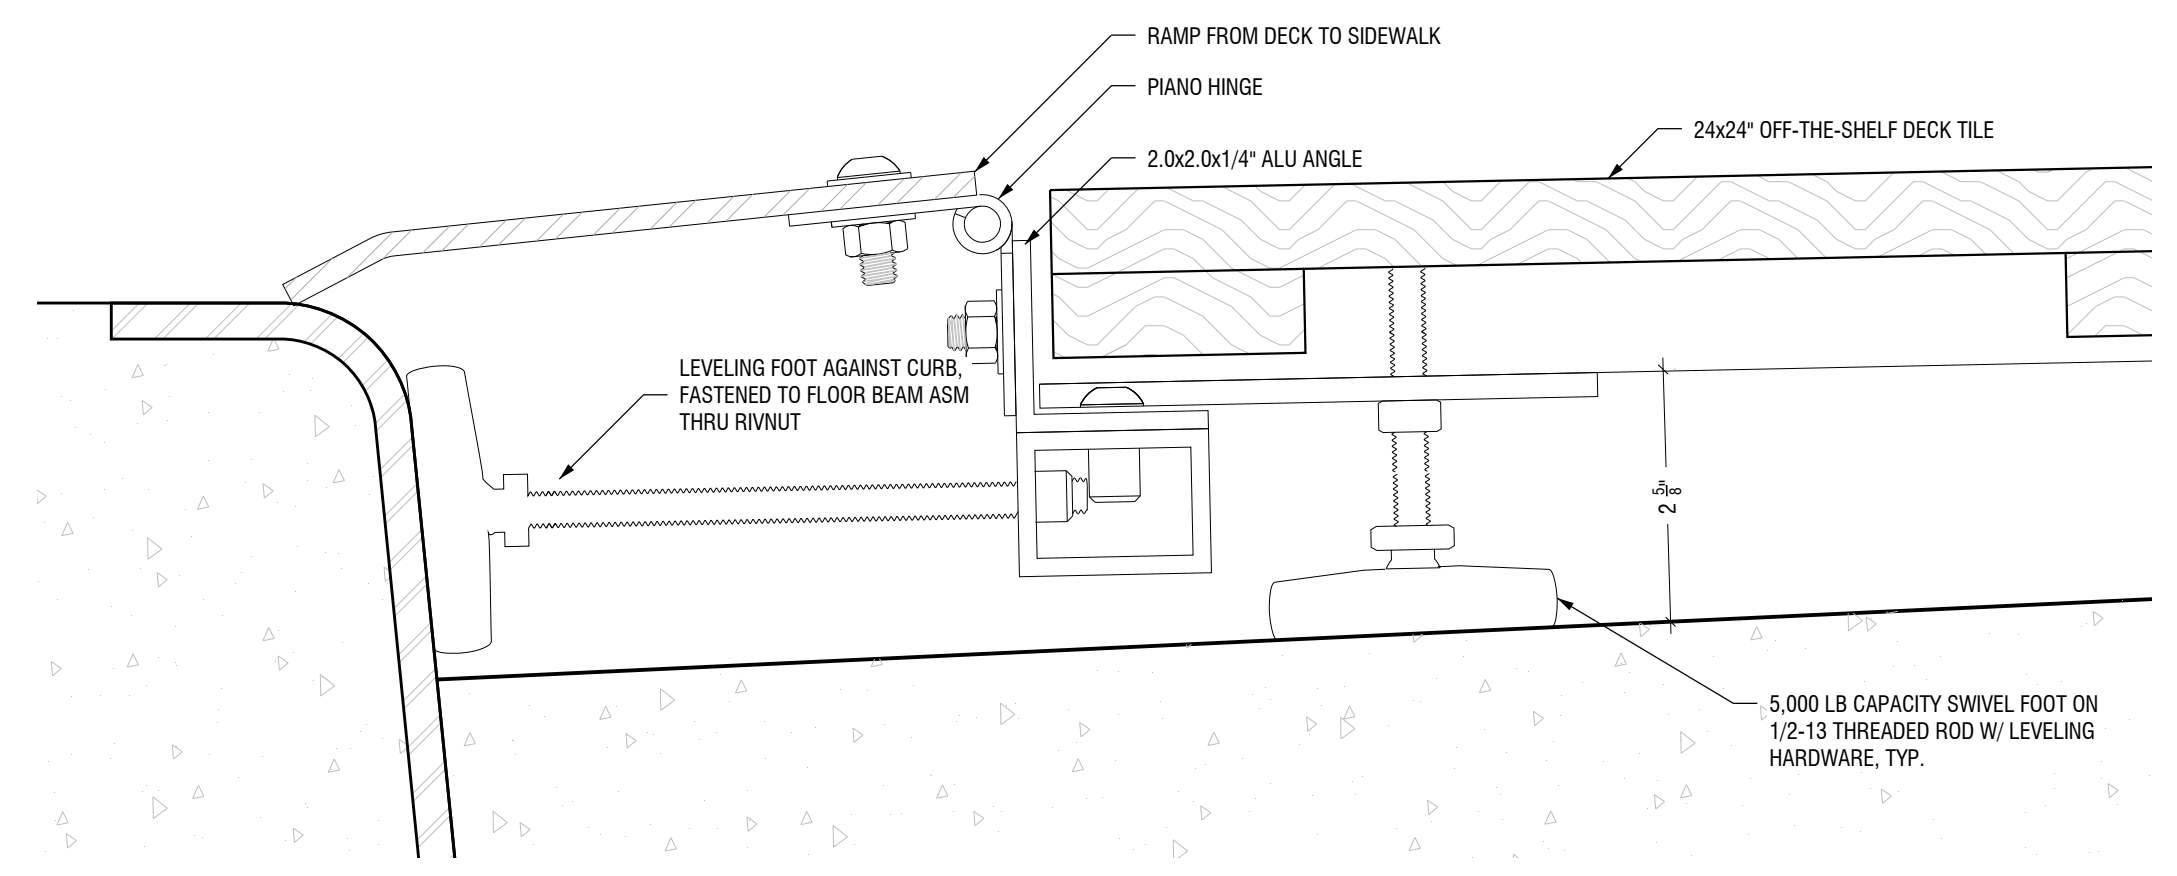 RAMP FROM DECK TO SIDEWALK
PIANO HINGE
24x24" OFF-THE-SHELF DECK TILE
2.0x2.0x1/4" ALU ANGLE
LEVELING FOOT AGAINST CURB,
FASTENED TO FLOOR BEAM ASM
THRU RIVNUT
2 5/8"
5,000 LB CAPACITY SWIVEL FOOT ON
1/2-13 THREADED ROD W/ LEVELING
HARDWARE, TYP.